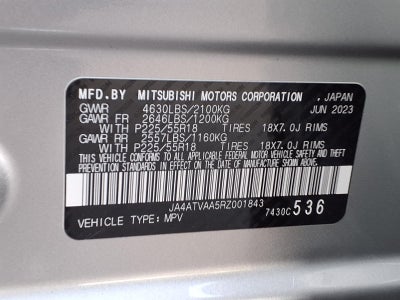 MFD.BY MITSUBISHI MOTORS CORPORATION , JAPAN
GVWR 4630LBS/2100KG JUN 2023
GAWR FR 2646LBS/1200KG
WITH P225/55R18 TIRES 18X7.0J RIMS
GAWR RR 2557LBS/1160KG
WITH P225/55R18 TIRES 18X7.0J RIMS
THIS VEHICLE CONFORMS TO ALL APPLICABLE FEDERAL
MOTOR VEHICLE SAFETY, BUMPER, AND THEFT PREVENTION
STANDARDS IN EFFECT ON THE DATE OF MANUFACTURE
SHOWN ABOVE.
JA4ATVAA5RZ001843
VEHICLE TYPE: MPV 7430C 536